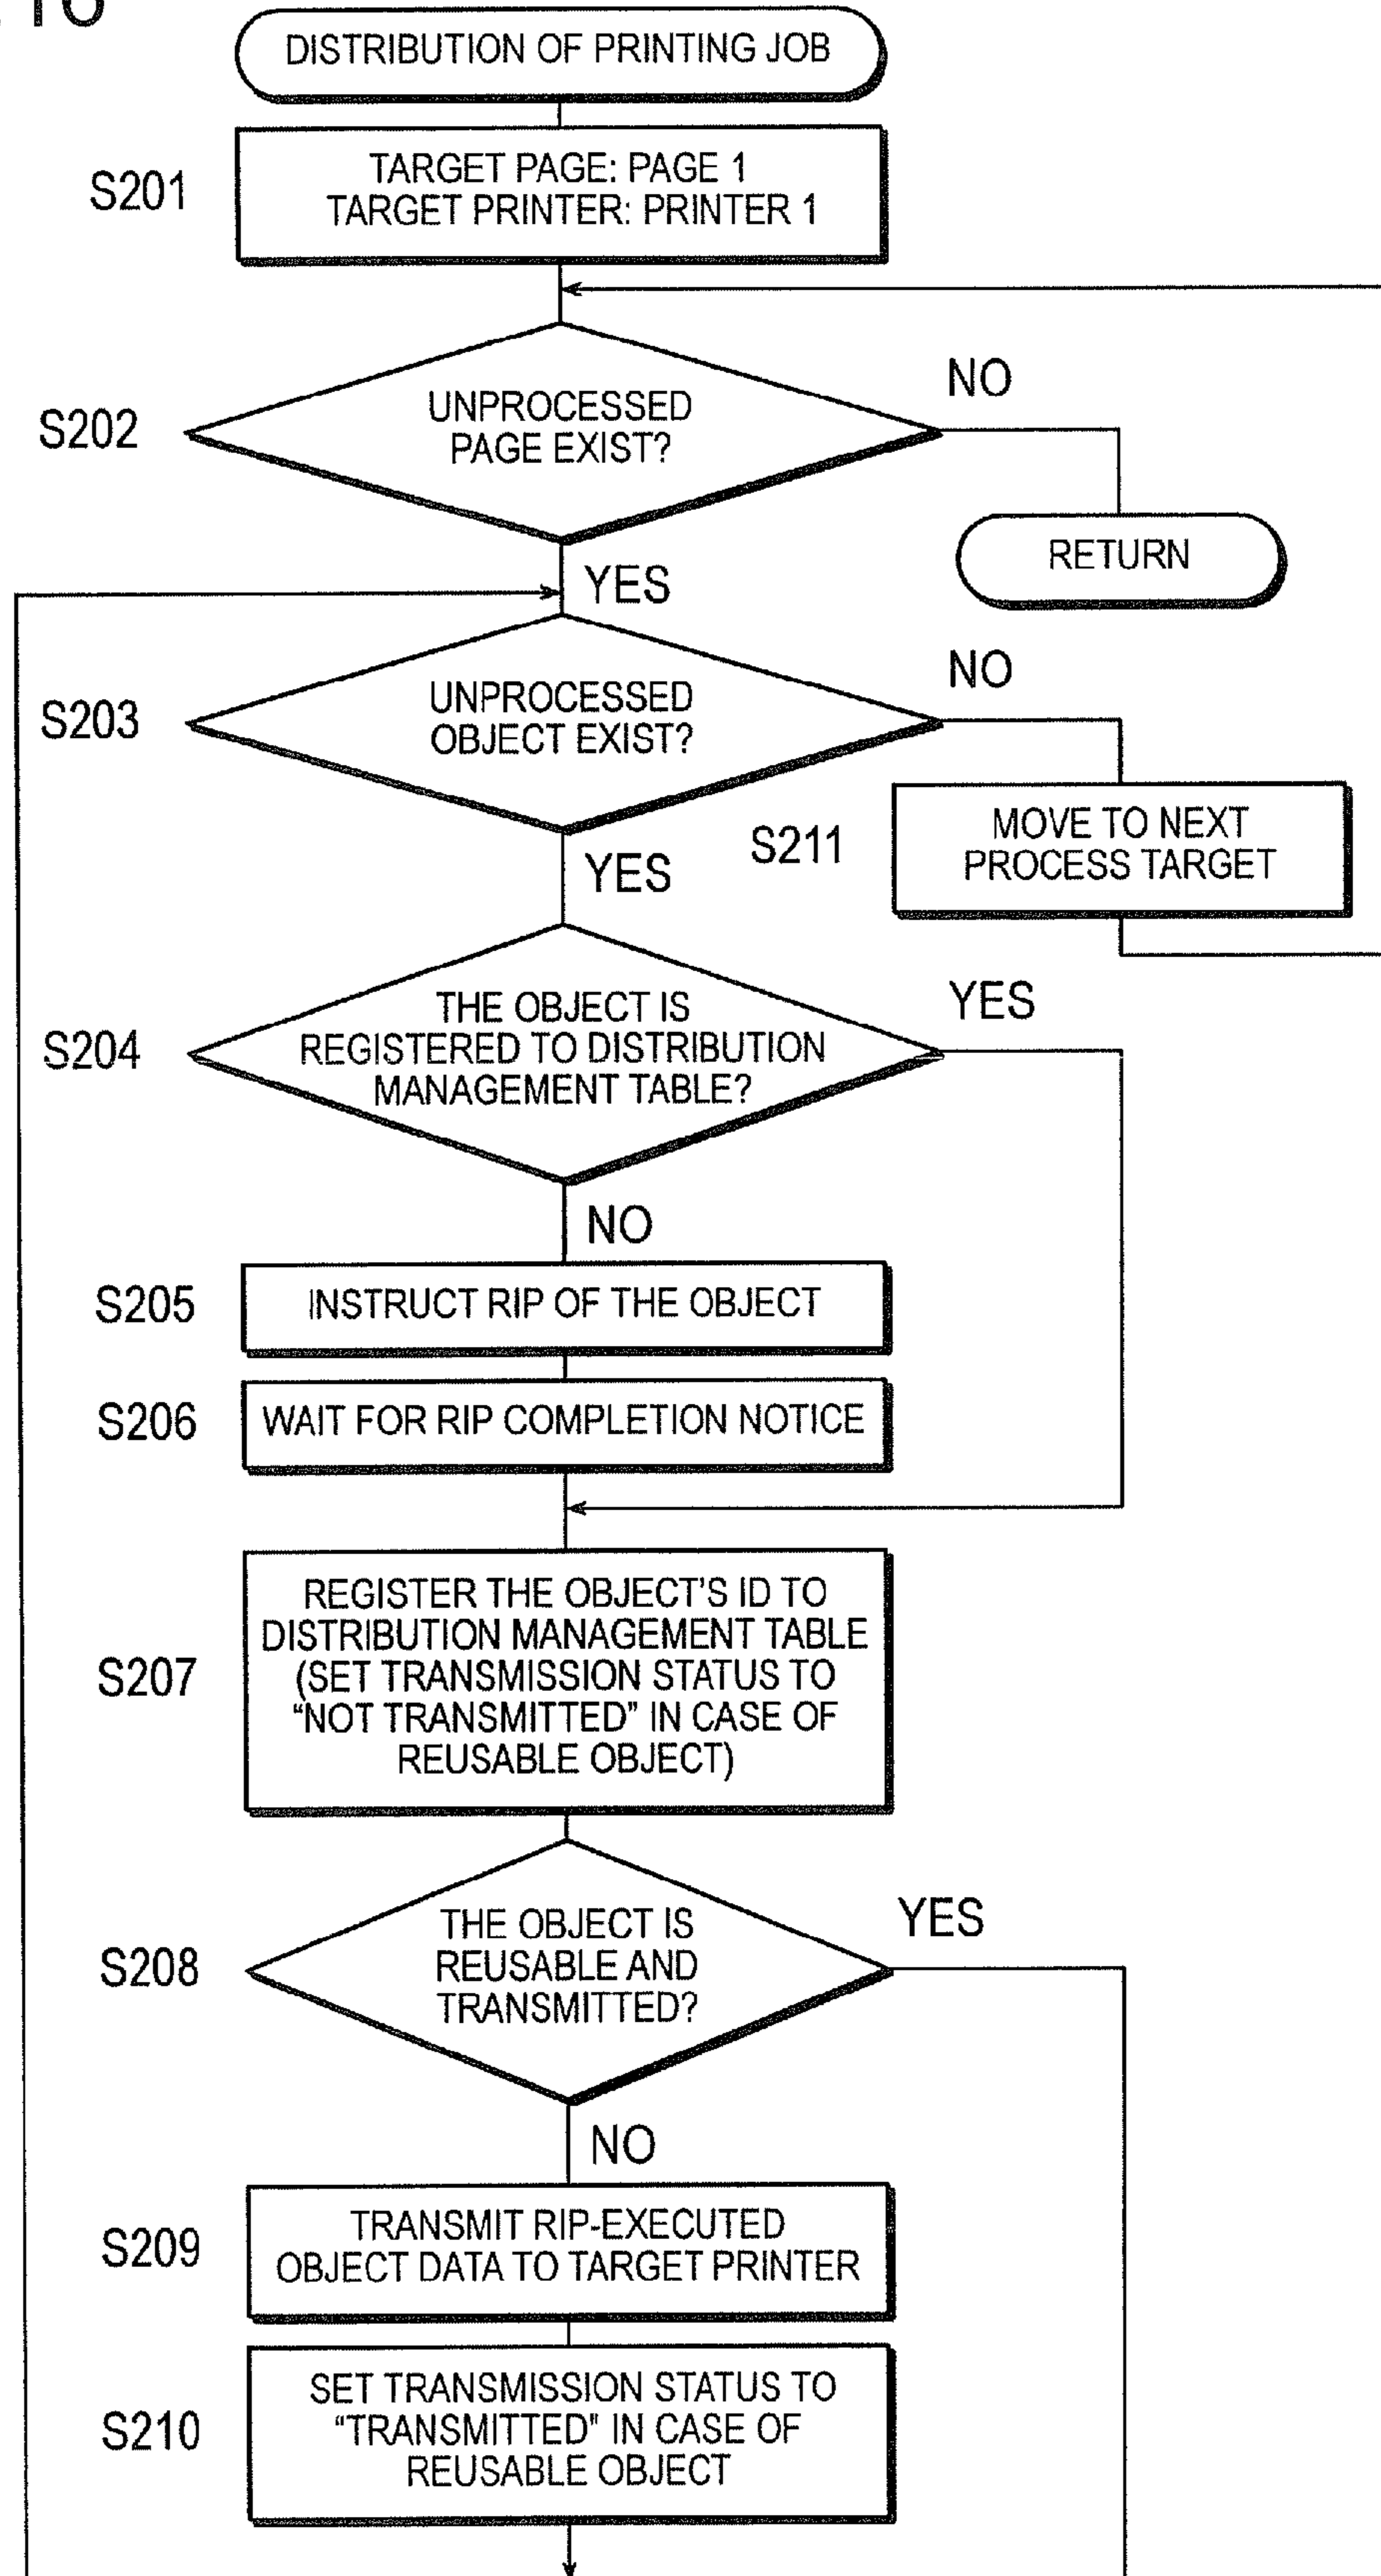 16
DISTRIBUTION OF PRINTING JOB
S201
TARGET PAGE: PAGE 1
TARGET PRINTER: PRINTER 1
S202
UNPROCESSED
PAGE EXIST?
NO
RETURN
YES
S203
UNPROCESSED
OBJECT EXIST?
NO
S211
MOVE TO NEXT
PROCESS TARGET
YES
S204
THE OBJECT IS
REGISTERED TO DISTRIBUTION
MANAGEMENT TABLE?
YES
NO
S205
INSTRUCT RIP OF THE OBJECT
S206
WAIT FOR RIP COMPLETION NOTICE
S207
REGISTER THE OBJECT'S ID TO
DISTRIBUTION MANAGEMENT TABLE
(SET TRANSMISSION STATUS TO
“NOT TRANSMITTED” IN CASE OF
REUSABLE OBJECT)
S208
THE OBJECT IS
REUSABLE AND
TRANSMITTED?
YES
NO
S209
TRANSMIT RIP-EXECUTED
OBJECT DATA TO TARGET PRINTER
S210
SET TRANSMISSION STATUS TO
“TRANSMITTED” IN CASE OF
REUSABLE OBJECT